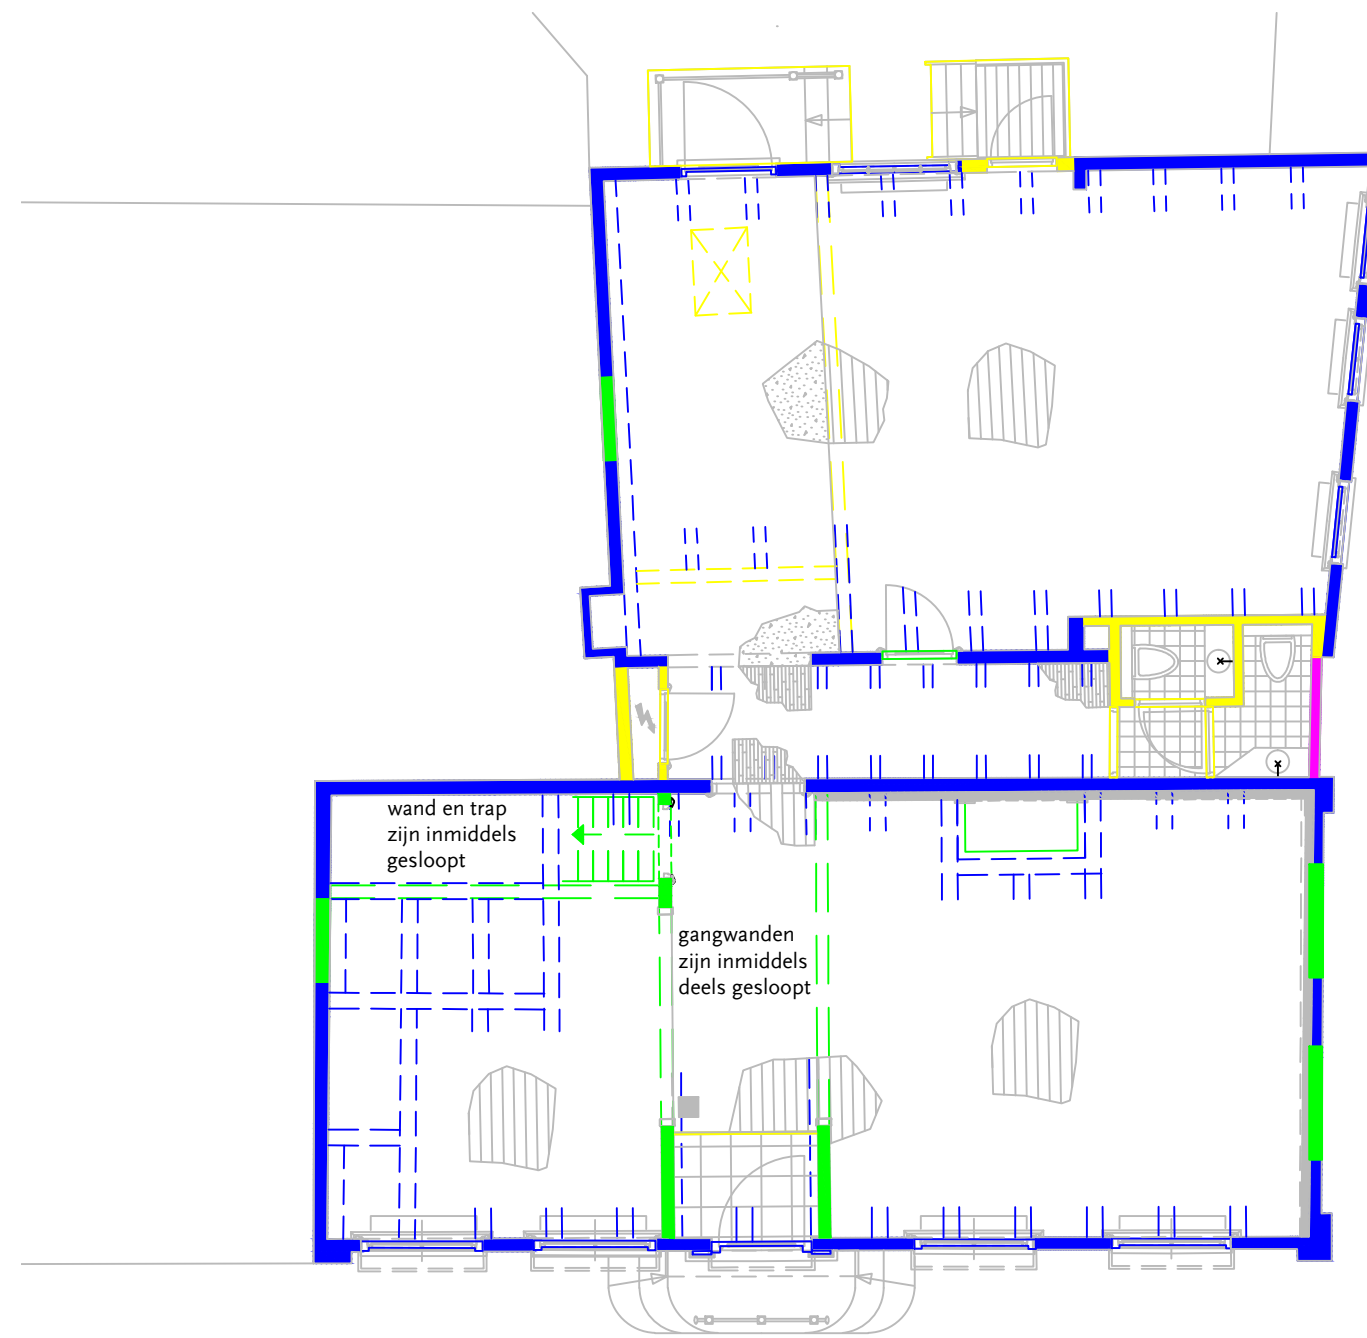 wand en trap
zijn inmiddels
gesloopt
gangwanden
zijn inmiddels
deels gesloopt